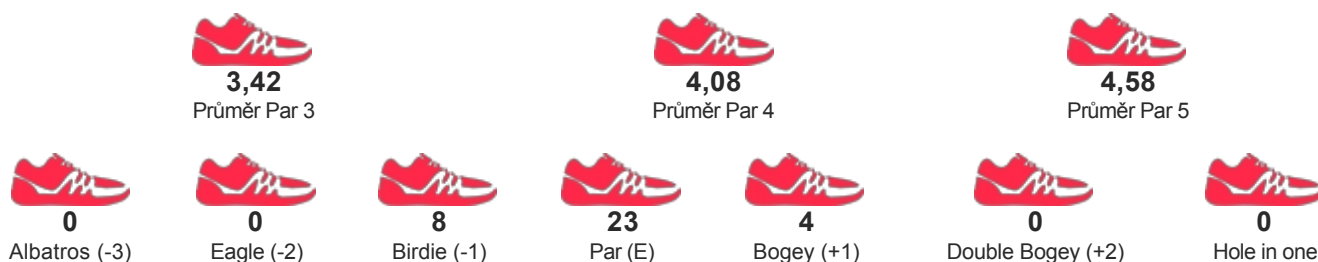 3,42
Průměr Par 3
4,08
Průměr Par 4
4,58
Průměr Par 5
0
Albatros (-3)
0
Eagle (-2)
8
Birdie (-1)
23
Par (E)
4
Bogey (+1)
0
Double Bogey (+2)
0
Hole in one